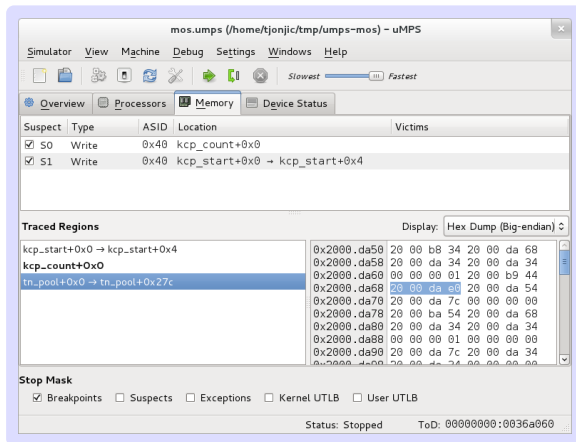 mos.umps (/home/tjonjic/tmp/umps-mos) – uMPS
Simulator View Machine Debug Settings Windows Help
Slowest Fastest
Overview Processors Memory Device Status
Suspect Type ASID Location Victims
S0 Write 0x40 kcp_count+0x0
S1 Write 0x40 kcp_start+0x0 → kcp_start+0x4
Traced Regions Display: Hex Dump (Big-endian)
kcp_start+0x0 → kcp_start+0x4
kcp_count+0x0
tn_pool+0x0 → tn_pool+0x27c
0x2000.da50 20 00 b8 34 20 00 da 68
0x2000.da58 20 00 da 34 20 00 da 34
0x2000.da60 00 00 00 01 20 00 b9 44
0x2000.da68 20 00 da e0 20 00 da 54
0x2000.da70 20 00 da 7c 00 00 00 00
0x2000.da78 20 00 ba 54 20 00 da 68
0x2000.da80 20 00 da 34 20 00 da 34
0x2000.da88 00 00 00 01 00 00 00 00
0x2000.da90 20 00 da 7c 20 00 da 34
Stop Mask
Breakpoints Suspects Exceptions Kernel UTLB User UTLB
Status: Stopped ToD: 00000000:0036a060